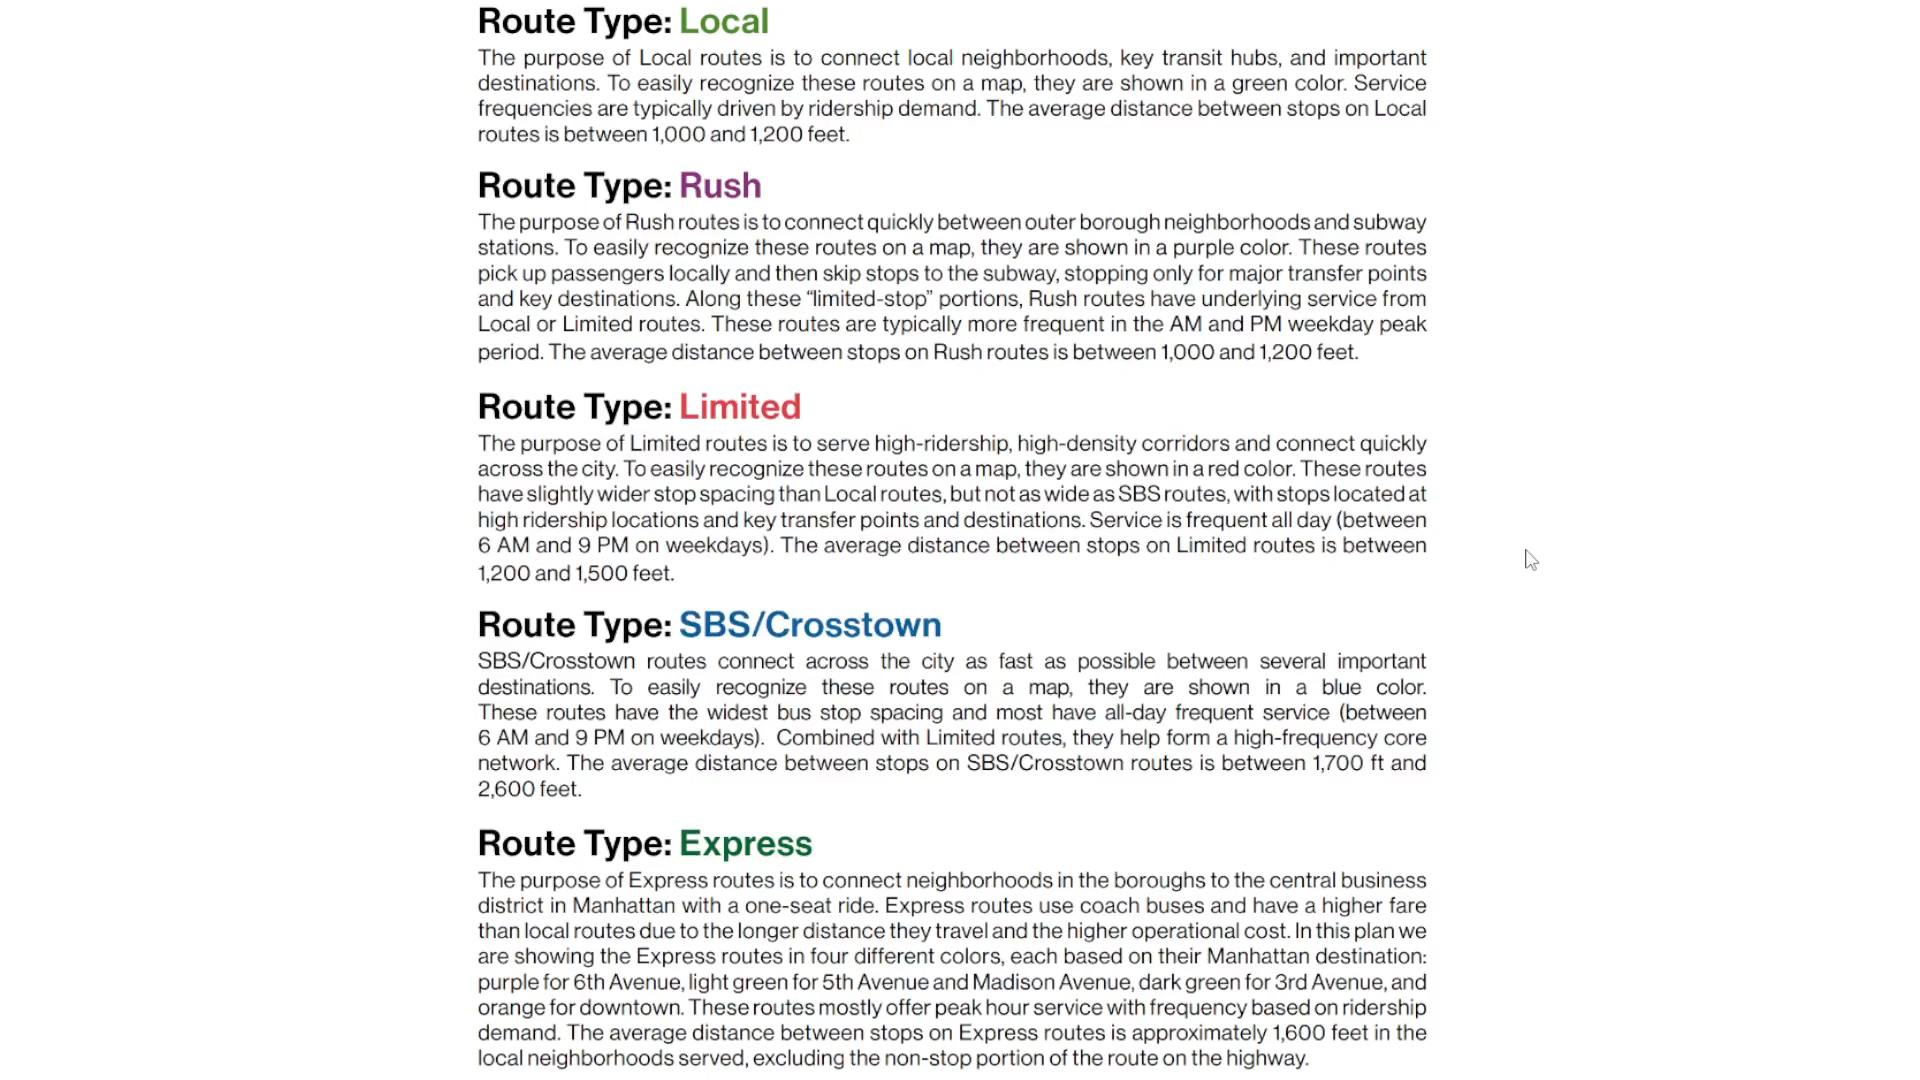 Route Type: Local
The purpose of Local routes is to connect local neighborhoods, key transit hubs, and important
destinations. To easily recognize these routes on a map, they are shown in a green color. Service
frequencies are typically driven by ridership demand. The average distance between stops on Local
routes is between 1,000 and 1,200 feet.
Route Type: Rush
The purpose of Rush routes is to connect quickly between outer borough neighborhoods and subway
stations. To easily recognize these routes on a map, they are shown in a purple color. These routes
pick up passengers locally and then skip stops to the subway, stopping only for major transfer points
and key destinations. Along these “limited-stop” portions, Rush routes have underlying service from
Local or Limited routes. These routes are typically more frequent in the AM and PM weekday peak
period. The average distance between stops on Rush routes is between 1,000 and 1,200 feet.
Route Type: Limited
The purpose of Limited routes is to serve high-ridership, high-density corridors and connect quickly
across the city. To easily recognize these routes on a map, they are shown in a red color. These routes
have slightly wider stop spacing than Local routes, but not as wide as SBS routes, with stops located at
high ridership locations and key transfer points and destinations. Service is frequent all day (between
6 AM and 9 PM on weekdays). The average distance between stops on Limited routes is between
1,200 and 1,500 feet.
Route Type: SBS/Crosstown
SBS/Crosstown routes connect across the city as fast as possible between several important
destinations. To easily recognize these routes on a map, they are shown in a blue color.
These routes have the widest bus stop spacing and most have all-day frequent service (between
6 AM and 9 PM on weekdays). Combined with Limited routes, they help form a high-frequency core
network. The average distance between stops on SBS/Crosstown routes is between 1,700 ft and
2,600 feet.
Route Type: Express
The purpose of Express routes is to connect neighborhoods in the boroughs to the central business
district in Manhattan with a one-seat ride. Express routes use coach buses and have a higher fare
than local routes due to the longer distance they travel and the higher operational cost. In this plan we
are showing the Express routes in four different colors, each based on their Manhattan destination:
purple for 6th Avenue, light green for 5th Avenue and Madison Avenue, dark green for 3rd Avenue, and
orange for downtown. These routes mostly offer peak hour service with frequency based on ridership
demand. The average distance between stops on Express routes is approximately 1,600 feet in the
local neighborhoods served, excluding the non-stop portion of the route on the highway.